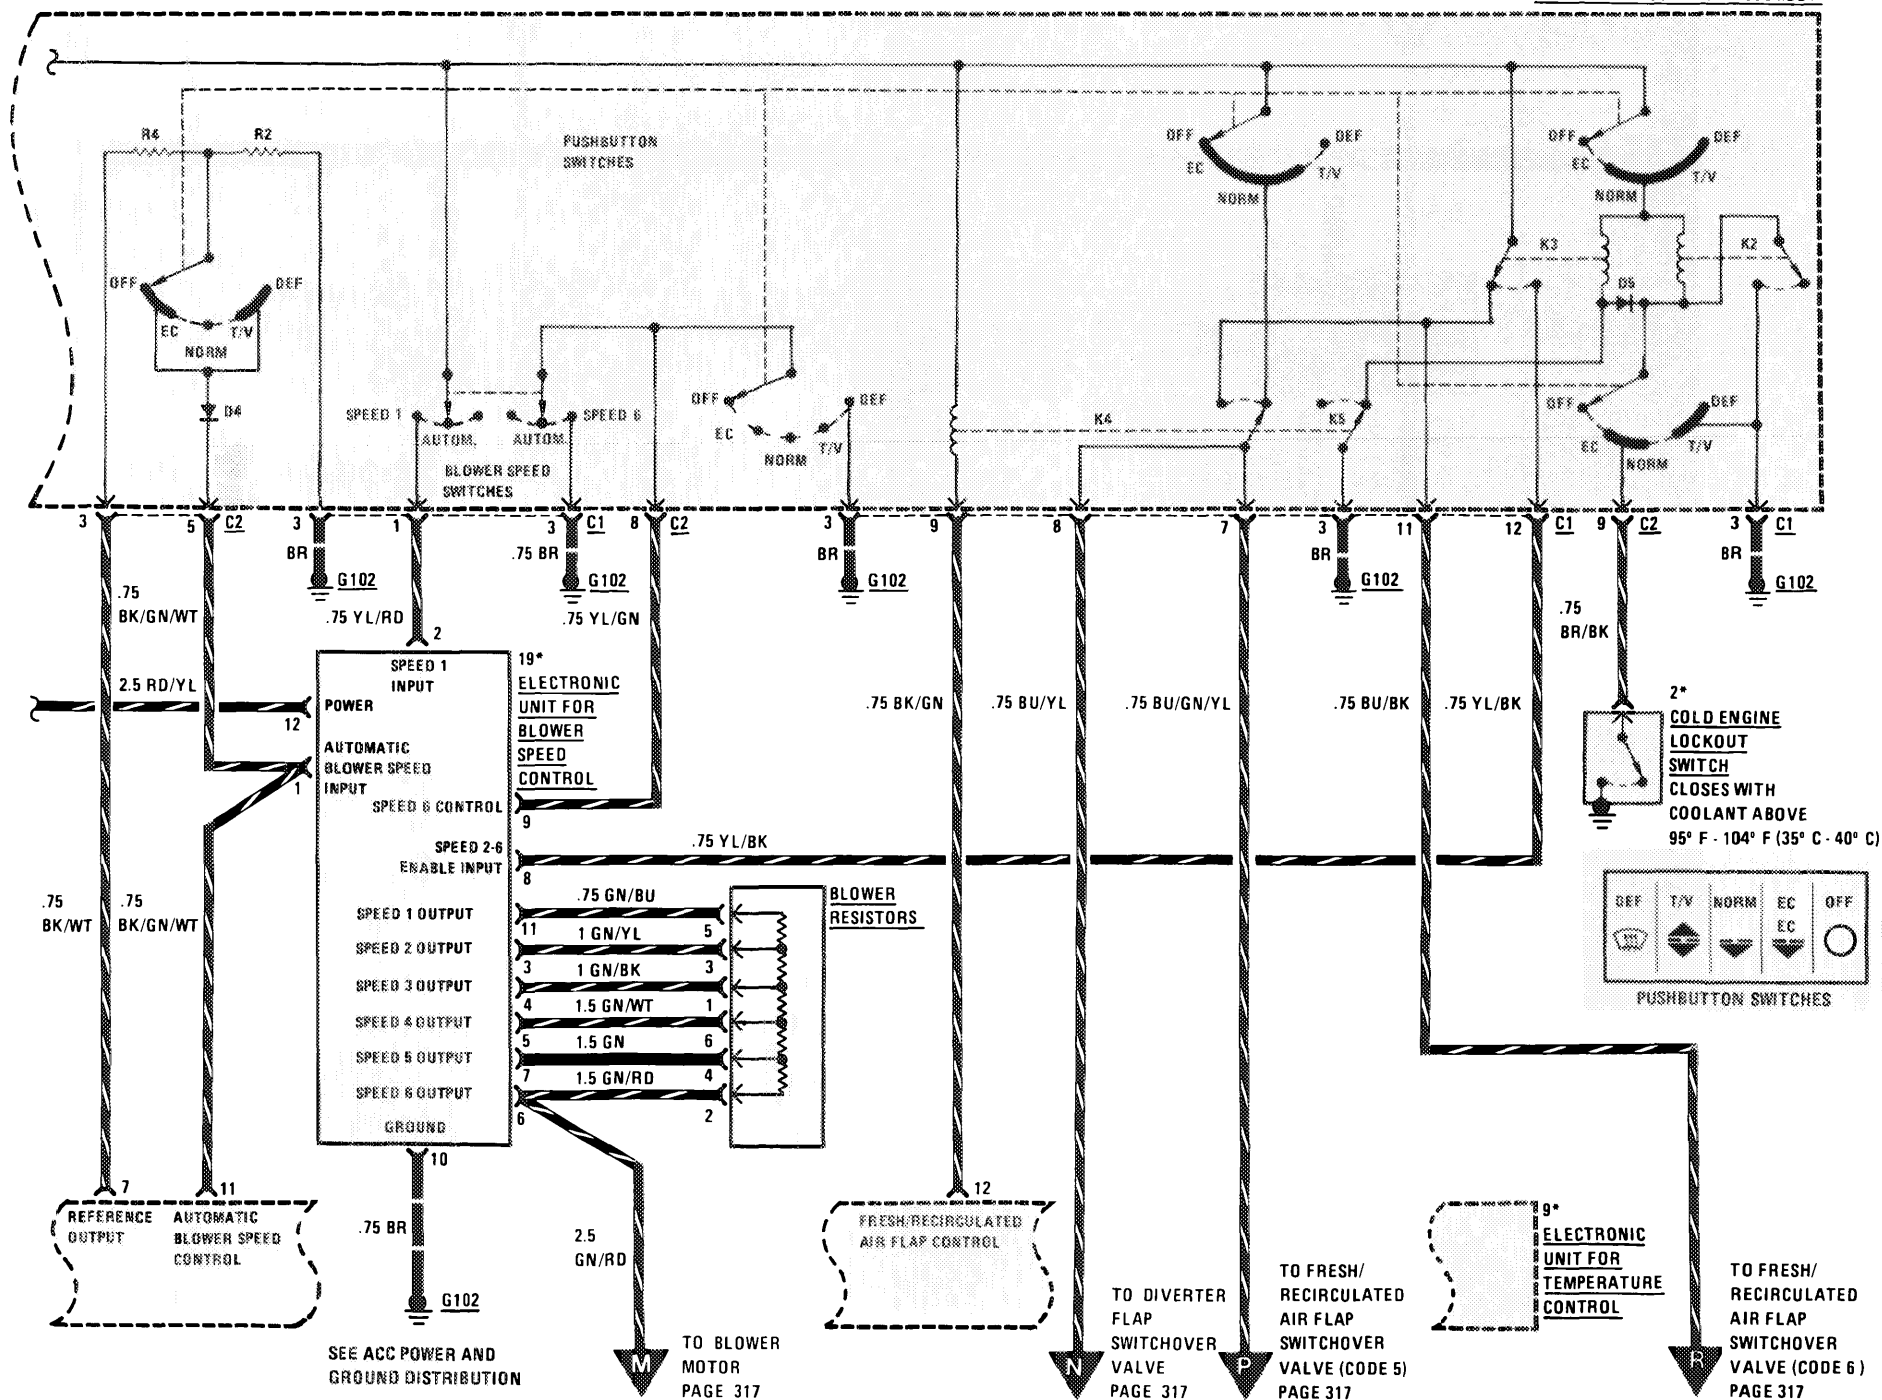 R4
R2
PUSHBUTTON
SWITCHES
OFF
DEF
EC
T/V
NORM
OFF
DEF
EC
T/V
NORM
K3
K2
D5
OFF
DEF
EC
T/V
NORM
D4
SPEED 1
SPEED 6
AUTOM.
AUTOM.
BLOWER SPEED
SWITCHES
OFF
DEF
EC
T/V
NORM
K4
K5
OFF
DEF
EC
T/V
NORM
3
5
C2
3
1
3
C1
8
C2
3
9
8
7
3
11
12
C1
9
C2
3
C1
BR
G102
.75 BR
G102
BR
G102
BR
G102
BR
G102
.75
BK/GN/WT
.75 YL/RD
2
.75 YL/GN
.75
BR/BK
2.5 RD/YL
12
1
SPEED 1
INPUT
POWER
AUTOMATIC
BLOWER SPEED
INPUT
SPEED 6 CONTROL
9
SPEED 2-6
ENABLE INPUT
8
SPEED 1 OUTPUT
SPEED 2 OUTPUT
SPEED 3 OUTPUT
SPEED 4 OUTPUT
SPEED 5 OUTPUT
SPEED 6 OUTPUT
GROUND
19*
ELECTRONIC
UNIT FOR
BLOWER
SPEED
CONTROL
.75 BK/GN
.75 BU/YL
.75 BU/GN/YL
.75 BU/BK
.75 YL/BK
2*
COLD ENGINE
LOCKOUT
SWITCH
CLOSES WITH
COOLANT ABOVE
95° F - 104° F (35° C - 40° C)
.75 YL/BK
.75 GN/BU
11
5
1 GN/YL
3
3
1 GN/BK
4
1
1.5 GN/WT
5
6
1.5 GN
7
4
1.5 GN/RD
6
2
BLOWER
RESISTORS
DEF
T/V
NORM
EC
EC
OFF
PUSHBUTTON SWITCHES
.75
BK/WT
.75
BK/GN/WT
7
11
REFERENCE
OUTPUT
AUTOMATIC
BLOWER SPEED
CONTROL
10
.75 BR
G102
SEE ACC POWER AND
GROUND DISTRIBUTION
2.5
GN/RD
M
TO BLOWER
MOTOR
PAGE 317
12
FRESH/RECIRCULATED
AIR FLAP CONTROL
N
TO DIVERTER
FLAP
SWITCHOVER
VALVE
PAGE 317
P
TO FRESH/
RECIRCULATED
AIR FLAP
SWITCHOVER
VALVE (CODE 5)
PAGE 317
9*
ELECTRONIC
UNIT FOR
TEMPERATURE
CONTROL
R
TO FRESH/
RECIRCULATED
AIR FLAP
SWITCHOVER
VALVE (CODE 6)
PAGE 317